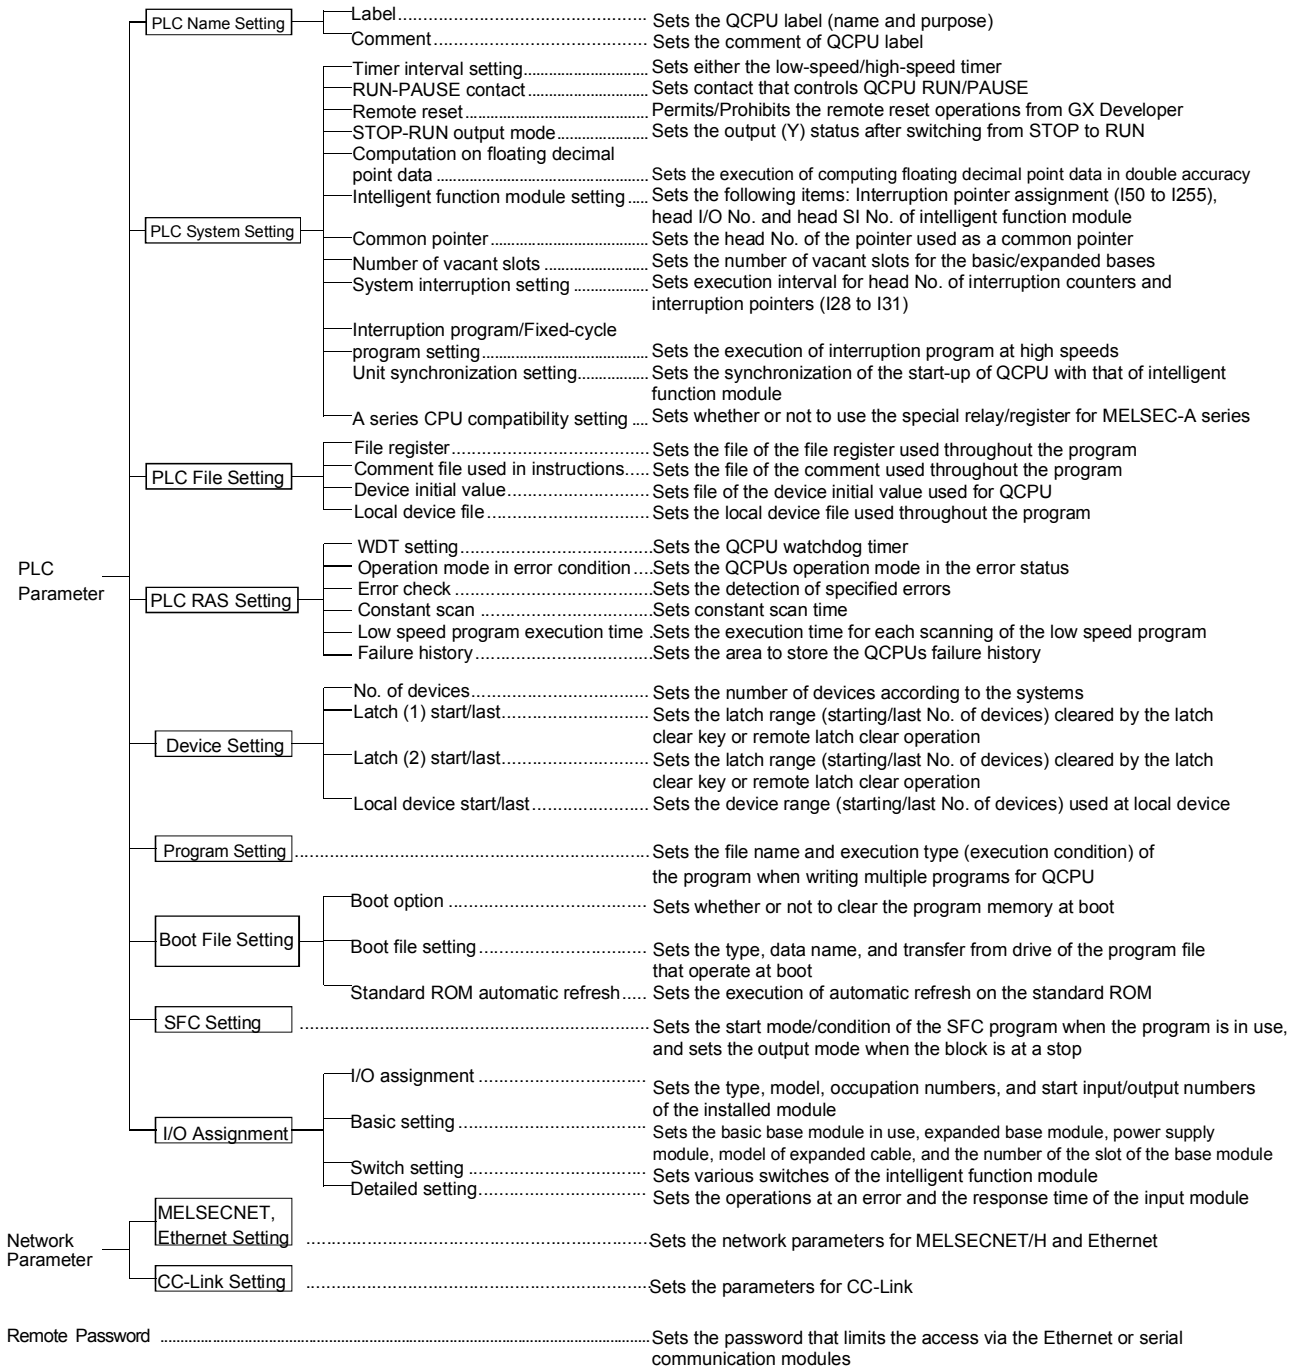 PLC Name Setting
Label.......... Sets the QCPU label (name and purpose)
Comment.......... Sets the comment of QCPU label
Timer interval setting.......... Sets either the low-speed/high-speed timer
RUN-PAUSE contact.......... Sets contact that controls QCPU RUN/PAUSE
Remote reset.......... Permits/Prohibits the remote reset operations from GX Developer
STOP-RUN output mode.......... Sets the output (Y) status after switching from STOP to RUN
Computation on floating decimal
point data.......... Sets the execution of computing floating decimal point data in double accuracy
Intelligent function module setting..... Sets the following items: Interruption pointer assignment (I50 to I255),
head I/O No. and head SI No. of intelligent function module
PLC System Setting
Common pointer.......... Sets the head No. of the pointer used as a common pointer
Number of vacant slots.......... Sets the number of vacant slots for the basic/expanded bases
System interruption setting.......... Sets execution interval for head No. of interruption counters and
interruption pointers (I28 to I31)
Interruption program/Fixed-cycle
program setting.......... Sets the execution of interruption program at high speeds
Unit synchronization setting.......... Sets the synchronization of the start-up of QCPU with that of intelligent
function module
A series CPU compatibility setting .... Sets whether or not to use the special relay/register for MELSEC-A series
PLC File Setting
File register.......... Sets the file of the file register used throughout the program
Comment file used in instructions..... Sets the file of the comment used throughout the program
Device initial value.......... Sets file of the device initial value used for QCPU
Local device file.......... Sets the local device file used throughout the program
PLC
Parameter
PLC RAS Setting
WDT setting..........Sets the QCPU watchdog timer
Operation mode in error condition ....Sets the QCPUs operation mode in the error status
Error check ..........Sets the detection of specified errors
Constant scan ..........Sets constant scan time
Low speed program execution time .Sets the execution time for each scanning of the low speed program
Failure history..........Sets the area to store the QCPUs failure history
Device Setting
No. of devices.......... Sets the number of devices according to the systems
Latch (1) start/last.......... Sets the latch range (starting/last No. of devices) cleared by the latch
clear key or remote latch clear operation
Latch (2) start/last.......... Sets the latch range (starting/last No. of devices) cleared by the latch
clear key or remote latch clear operation
Local device start/last.......... Sets the device range (starting/last No. of devices) used at local device
Program Setting ..........Sets the file name and execution type (execution condition) of
the program when writing multiple programs for QCPU
Boot File Setting
Boot option .......... Sets whether or not to clear the program memory at boot
Boot file setting.......... Sets the type, data name, and transfer from drive of the program file
that operate at boot
Standard ROM automatic refresh..... Sets the execution of automatic refresh on the standard ROM
SFC Setting ..........Sets the start mode/condition of the SFC program when the program is in use,
and sets the output mode when the block is at a stop
I/O Assignment
I/O assignment .......... Sets the type, model, occupation numbers, and start input/output numbers
of the installed module
Basic setting .......... Sets the basic base module in use, expanded base module, power supply
module, model of expanded cable, and the number of the slot of the base module
Switch setting .......... Sets various switches of the intelligent function module
Detailed setting.......... Sets the operations at an error and the response time of the input module
Network
Parameter
MELSECNET,
Ethernet Setting ..........Sets the network parameters for MELSECNET/H and Ethernet
CC-Link Setting ..........Sets the parameters for CC-Link
Remote Password ..........Sets the password that limits the access via the Ethernet or serial
communication modules